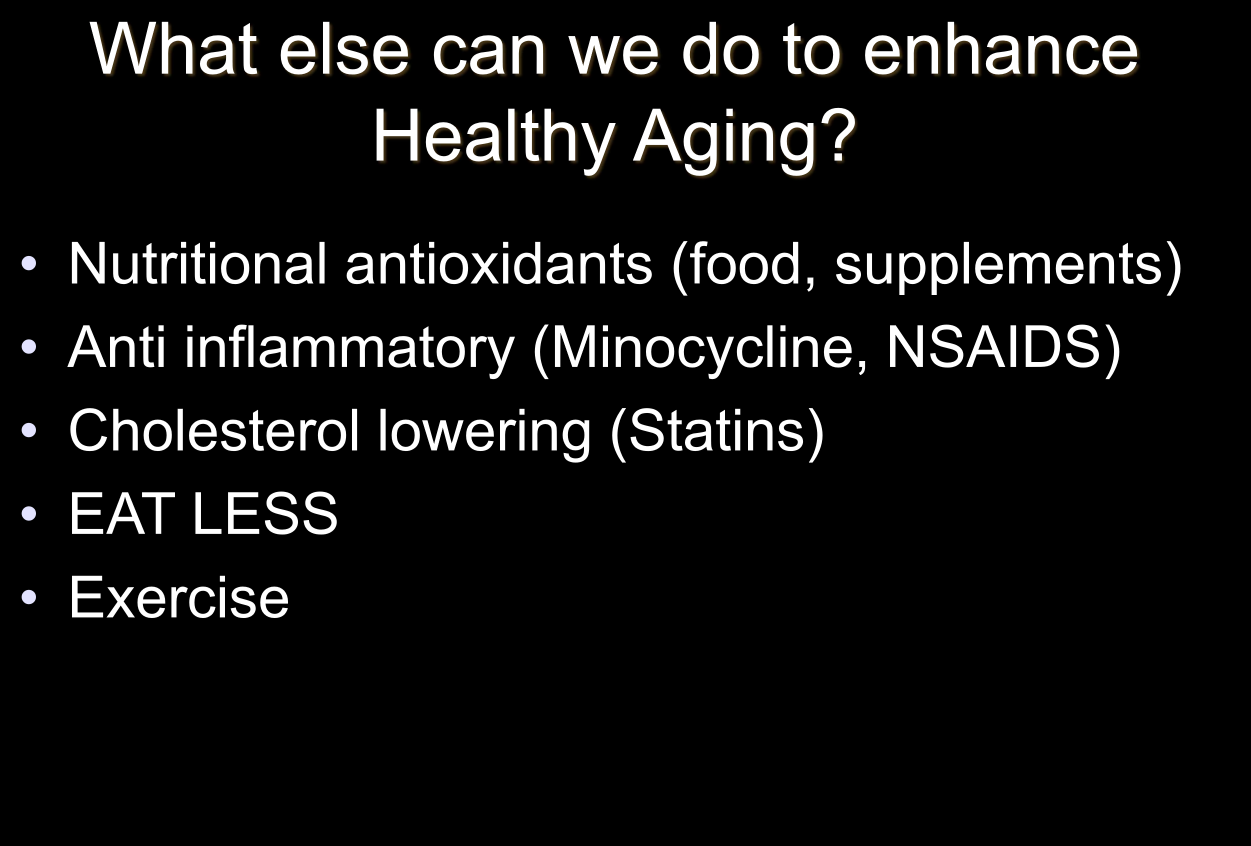 What else can we do to enhance
Healthy Aging?
• Nutritional antioxidants (food, supplements)
• Anti inflammatory (Minocycline, NSAIDS)
• Cholesterol lowering (Statins)
• EAT LESS
• Exercise